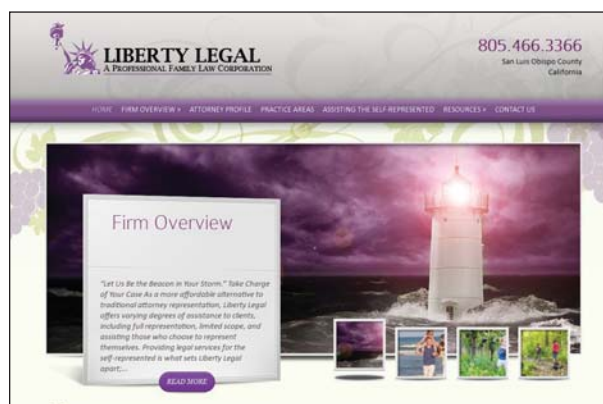 LIBERTY LEGAL
A PROFESSIONAL FAMILY LAW CORPORATION
805.466.3366
San Luis Obispo County
California
HOME FIRM OVERVIEW » ATTORNEY PROFILE PRACTICE AREAS ASSISTING THE SELF-REPRESENTED RESOURCES » CONTACT US
Firm Overview
"Let Us Be the Beacon in Your Storm." Take Charge
of Your Case As a more affordable alternative to
traditional attorney representation, Liberty Legal
offers varying degrees of assistance to clients,
including full representation, limited scope, and
assisting those who choose to represent
themselves. Providing legal services for the
self-represented is what sets Liberty Legal
apart;...
READ MORE